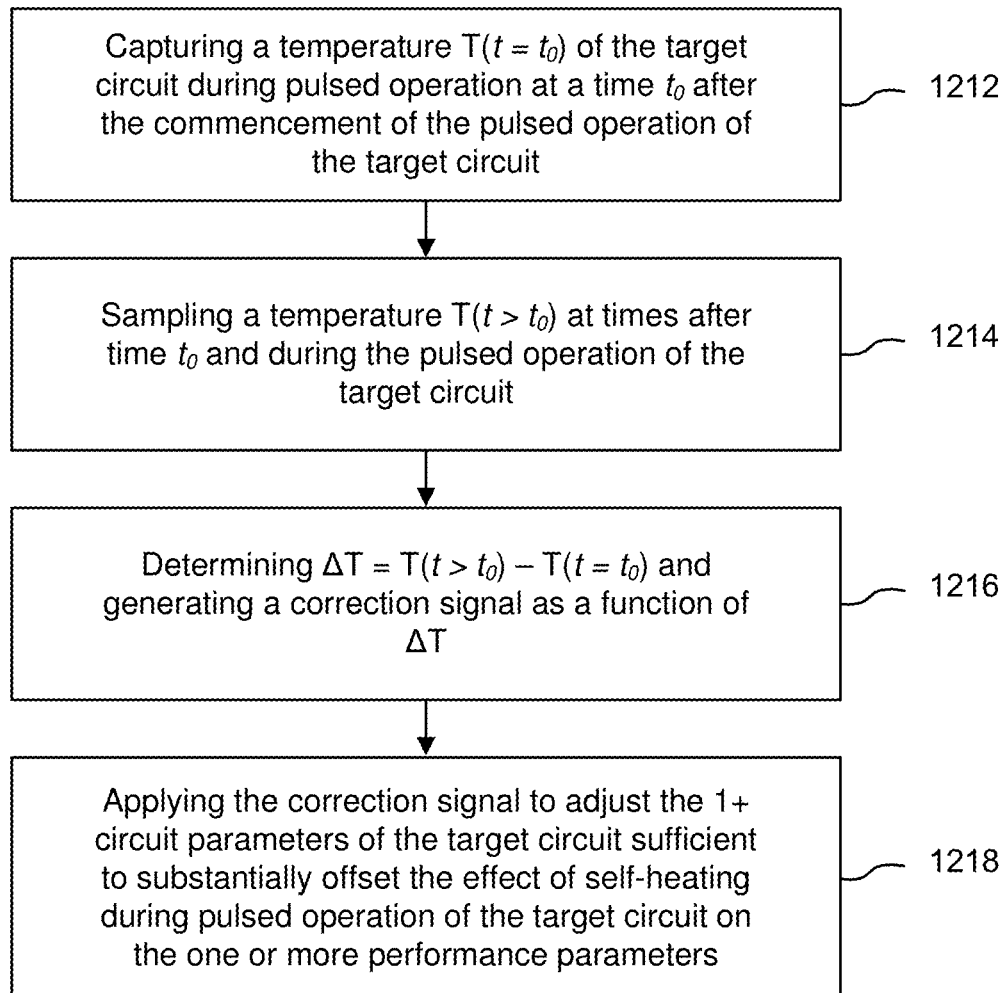 Capturing a temperature T(t = t₀) of the target
circuit during pulsed operation at a time t₀ after
the commencement of the pulsed operation of
the target circuit
1212
Sampling a temperature T(t > t₀) at times after
time t₀ and during the pulsed operation of the
target circuit
1214
Determining ΔT = T(t > t₀) – T(t = t₀) and
generating a correction signal as a function of
ΔT
1216
Applying the correction signal to adjust the 1+
circuit parameters of the target circuit sufficient
to substantially offset the effect of self-heating
during pulsed operation of the target circuit on
the one or more performance parameters
1218